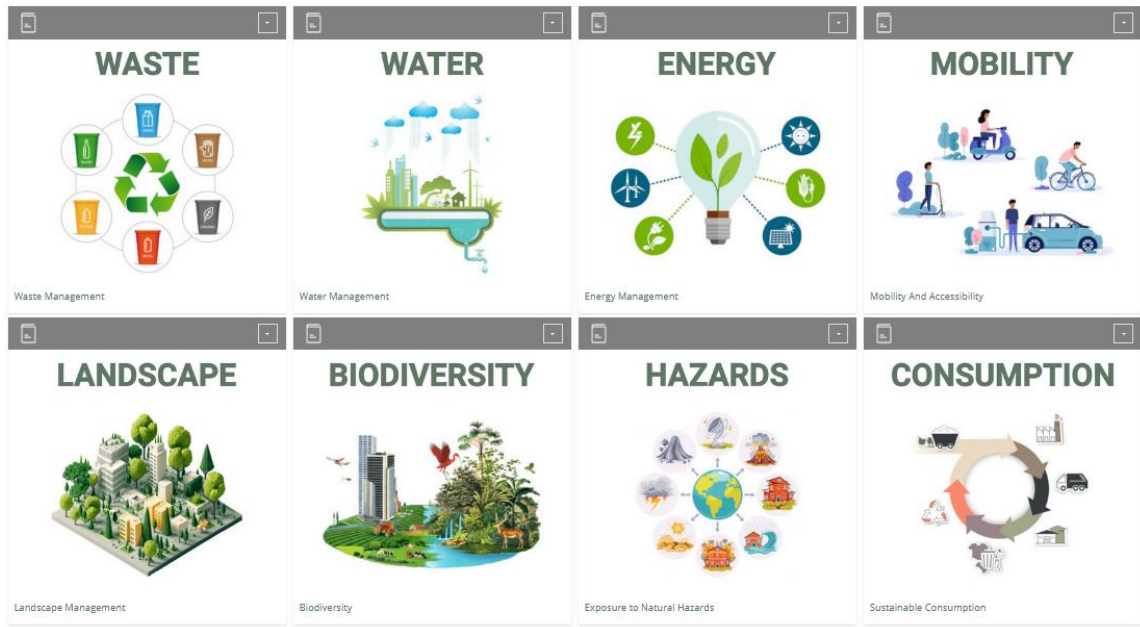 WASTE
WATER
ENERGY
MOBILITY
Waste Management
Water Management
Energy Management
Mobility And Accessibility
LANDSCAPE
BIODIVERSITY
HAZARDS
CONSUMPTION
Landscape Management
Biodiversity
Exposure to Natural Hazards
Sustainable Consumption